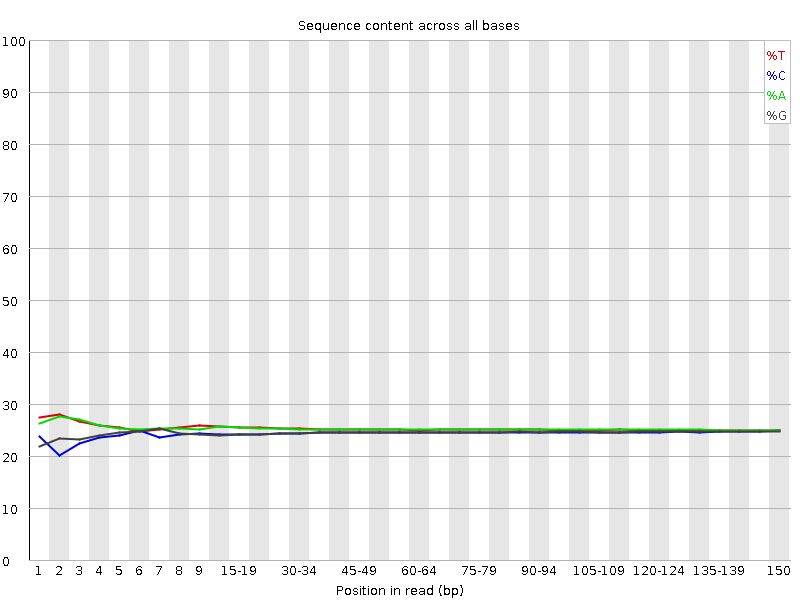 Sequence content across all bases
100
90
80
70
60
50
40
30
20
10
0
%T
%C
%A
%G
1 2 3 4 5 6 7 8 9 15-19 30-34 45-49 60-64 75-79 90-94 105-109 120-124 135-139 150
Position in read (bp)